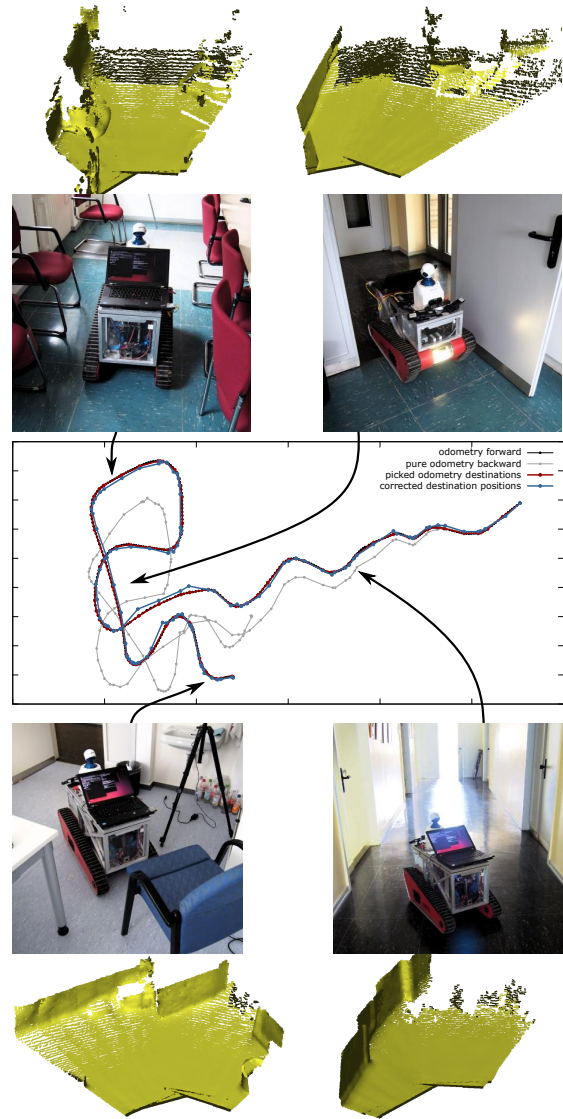 odometry forward
pure odometry backward
picked odometry destinations
corrected destination positions